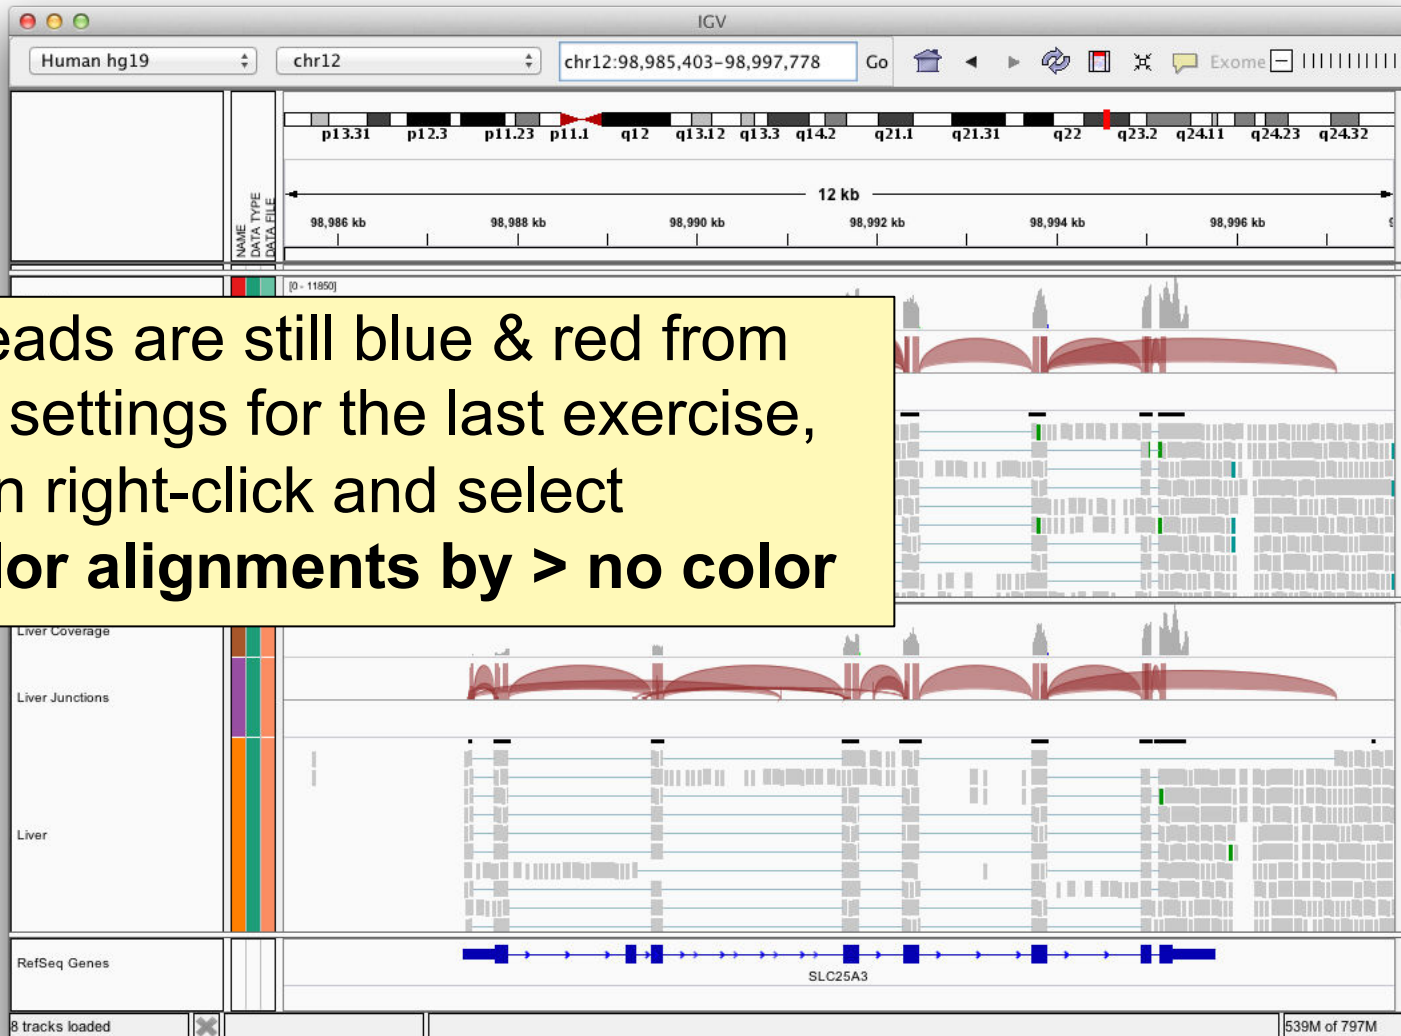 IGV
Human hg19 chr12 chr12:98,985,403-98,997,778 Go Exome
p13.31 p12.3 p11.23 p11.1 q12 q13.12 q13.3 q14.2 q21.1 q21.31 q22 q23.2 q24.11 q24.23 q24.32
NAME
DATA TYPE
DATA FILE
12 kb
98,986 kb 98,988 kb 98,990 kb 98,992 kb 98,994 kb 98,996 kb 9
[0 - 11850]
eads are still blue & red from
settings for the last exercise,
n right-click and select
lor alignments by > no color
Liver Coverage
Liver Junctions
Liver
RefSeq Genes
SLC25A3
8 tracks loaded 539M of 797M